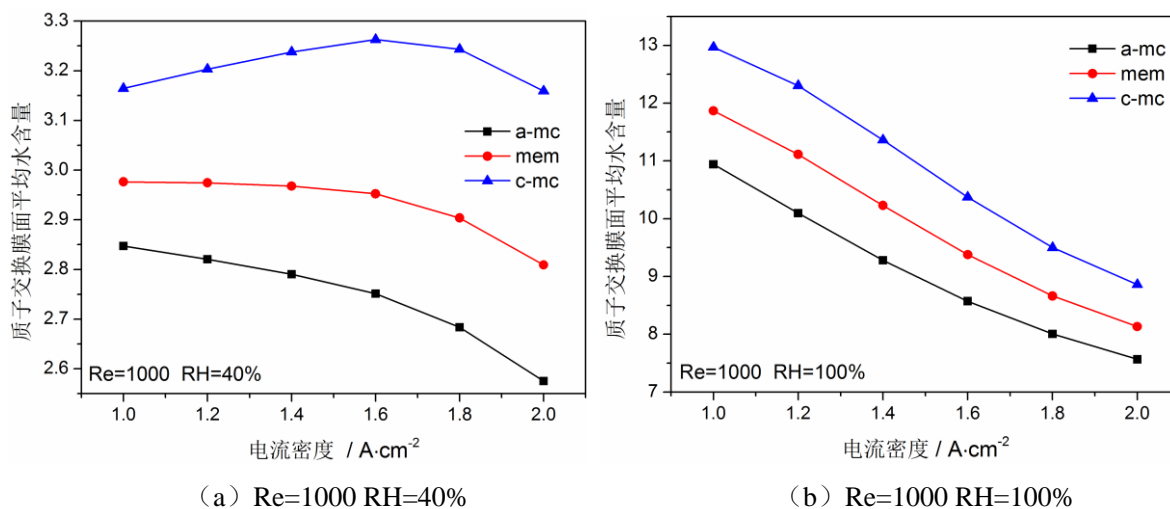 3.3
3.2
3.1
3.0
2.9
2.8
2.7
2.6
质子交换膜面平均水含量
a-mc
mem
c-mc
Re=1000 RH=40%
1.0 1.2 1.4 1.6 1.8 2.0
电流密度 / A·cm⁻²
(a)Re=1000 RH=40%
13
12
11
10
9
8
7
质子交换膜面平均水含量
a-mc
mem
c-mc
Re=1000 RH=100%
1.0 1.2 1.4 1.6 1.8 2.0
电流密度 / A·cm⁻²
(b)Re=1000 RH=100%